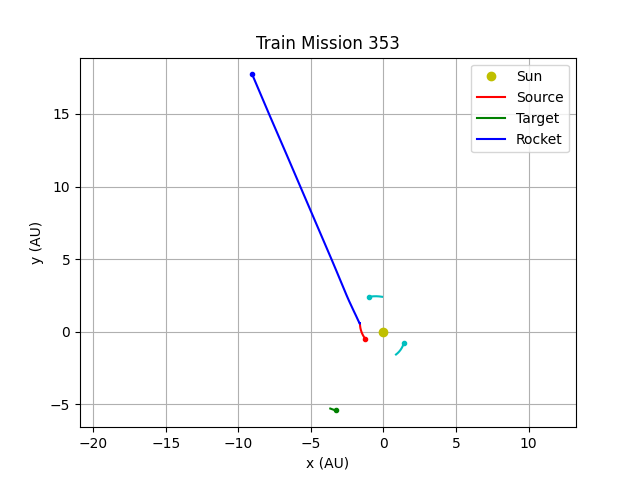 Train Mission 353
Sun
Source
Target
Rocket
y (AU)
15
10
5
0
−5
−20
−15
−10
−5
0
5
10
x (AU)